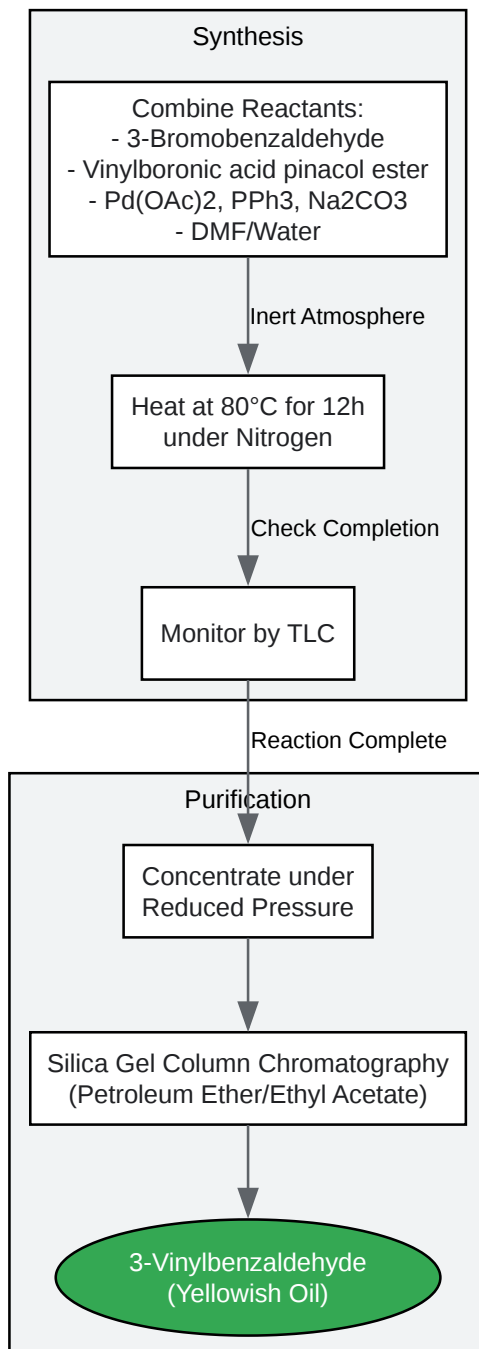 Synthesis
Combine Reactants:
- 3-Bromobenzaldehyde
- Vinylboronic acid pinacol ester
- Pd(OAc)2, PPh3, Na2CO3
- DMF/Water
Inert Atmosphere
Heat at 80°C for 12h
under Nitrogen
Check Completion
Monitor by TLC
Reaction Complete
Purification
Concentrate under
Reduced Pressure
Silica Gel Column Chromatography
(Petroleum Ether/Ethyl Acetate)
3-Vinylbenzaldehyde
(Yellowish Oil)